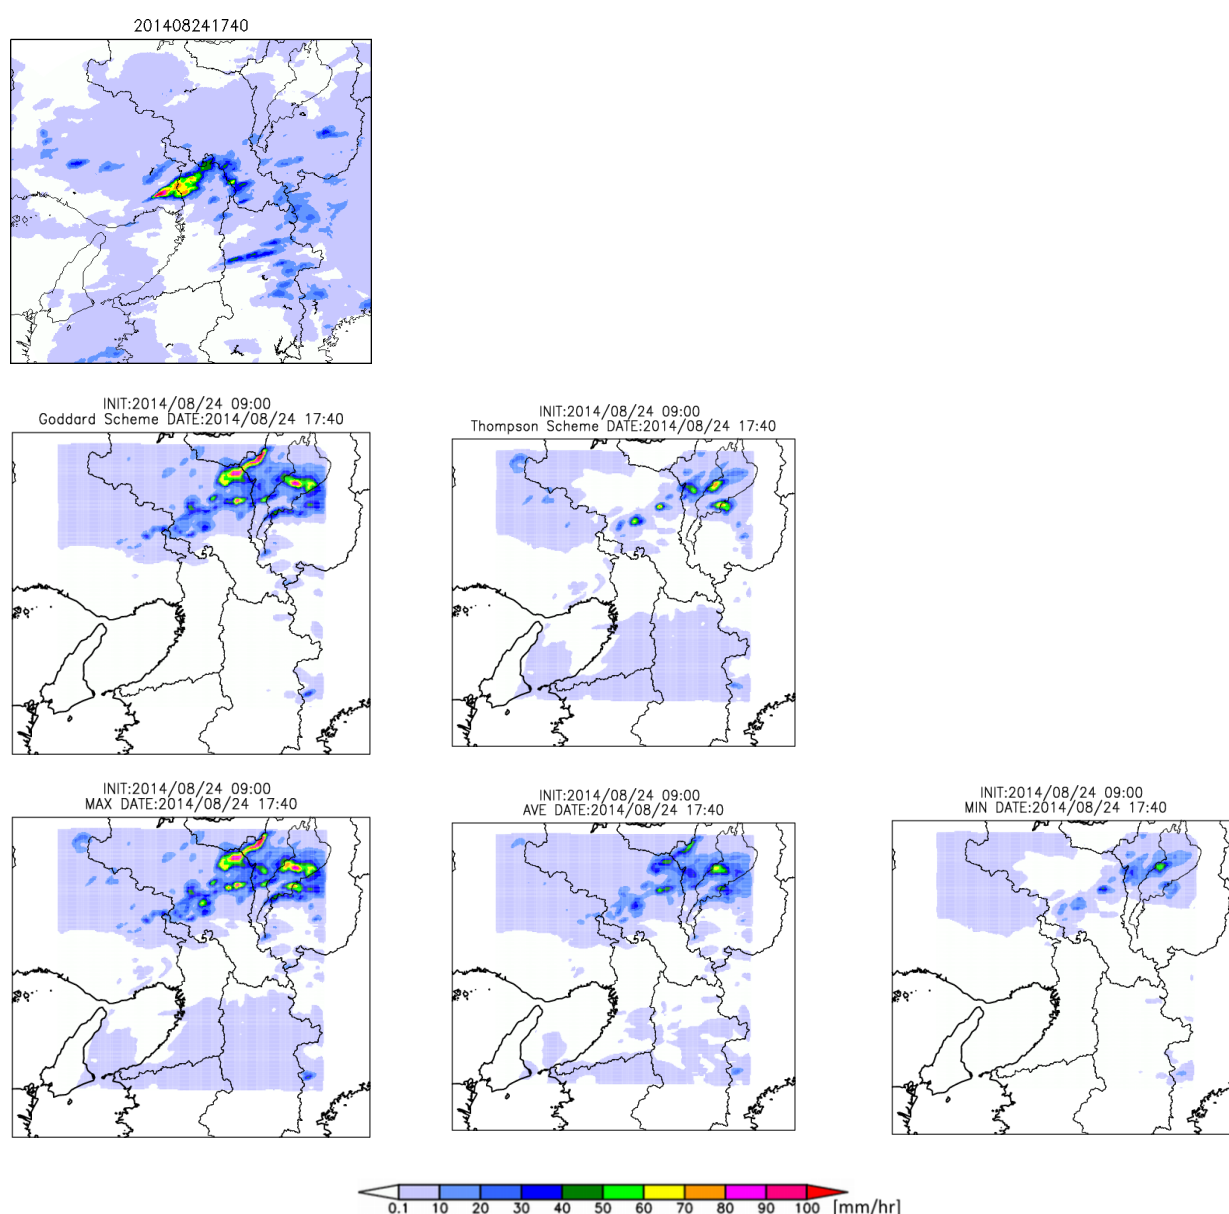 201408241740
INIT:2014/08/24 09:00
Goddard Scheme DATE:2014/08/24 17:40
INIT:2014/08/24 09:00
Thompson Scheme DATE:2014/08/24 17:40
INIT:2014/08/24 09:00
MAX DATE:2014/08/24 17:40
INIT:2014/08/24 09:00
AVE DATE:2014/08/24 17:40
INIT:2014/08/24 09:00
MIN DATE:2014/08/24 17:40
0.1 10 20 30 40 50 60 70 80 90 100 [mm/hr]